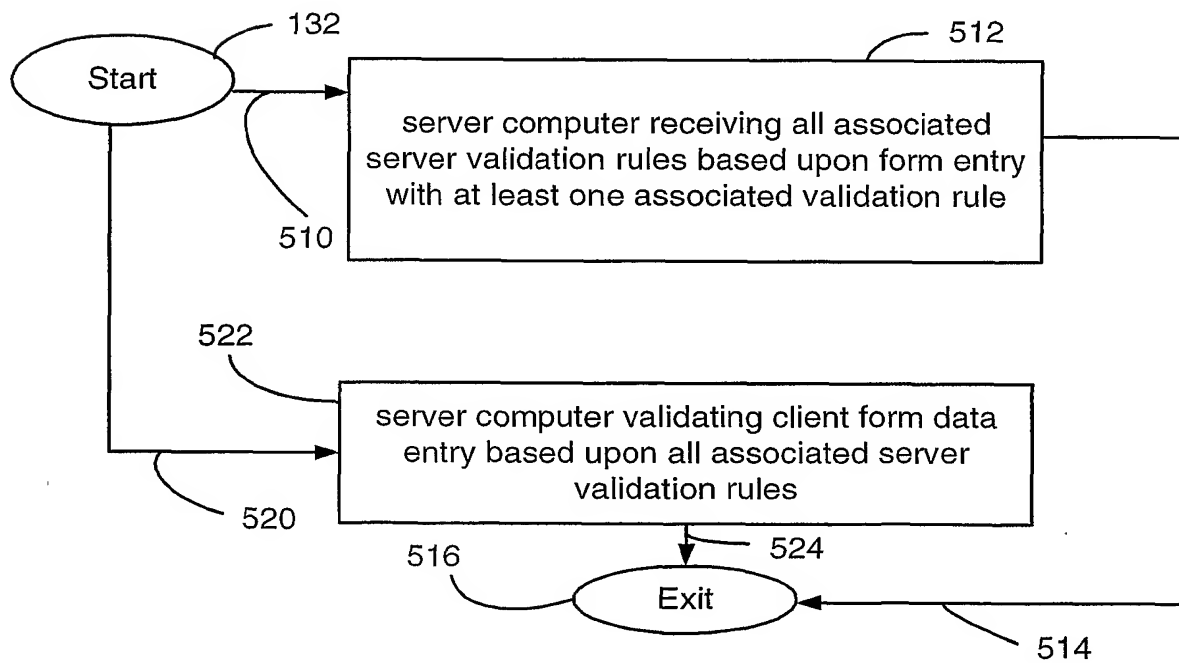 132
Start
512
server computer receiving all associated
server validation rules based upon form entry
with at least one associated validation rule
510
522
server computer validating client form data
entry based upon all associated server
validation rules
520
524
516
Exit
514